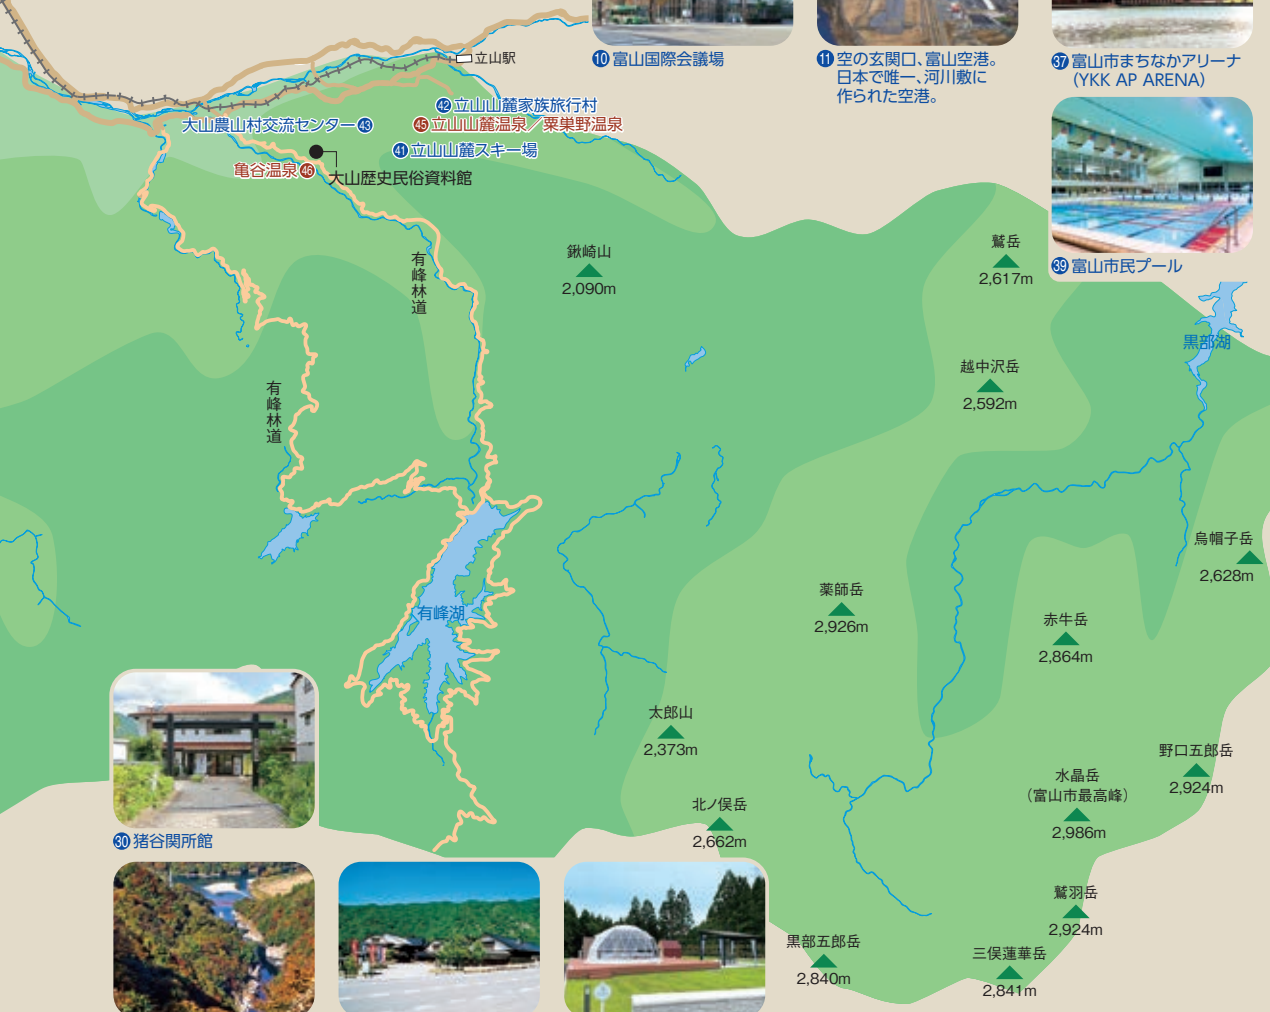 立山駅
⑩富山国際会議場
⑪空の玄関口、富山空港。
日本で唯一、河川敷に
作られた空港。
㊲富山市まちなかアリーナ
（YKK AP ARENA）
㊷立山山麓家族旅行村
大山農山村交流センター㊸
㊺立山山麓温泉／粟巣野温泉
㊶立山山麓スキー場
亀谷温泉㊻
大山歴史民俗資料館
㊴富山市民プール
有峰林道
有峰林道
鍬崎山
2,090m
鷲岳
2,617m
黒部湖
越中沢岳
2,592m
烏帽子岳
2,628m
薬師岳
2,926m
有峰湖
赤牛岳
2,864m
太郎山
2,373m
野口五郎岳
2,924m
水晶岳
（富山市最高峰）
2,986m
北ノ俣岳
2,662m
㉚猪谷関所館
鷲羽岳
2,924m
黒部五郎岳
2,840m
三俣蓮華岳
2,841m